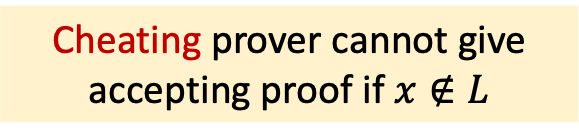 Cheating prover cannot give
accepting proof if x ∉ L